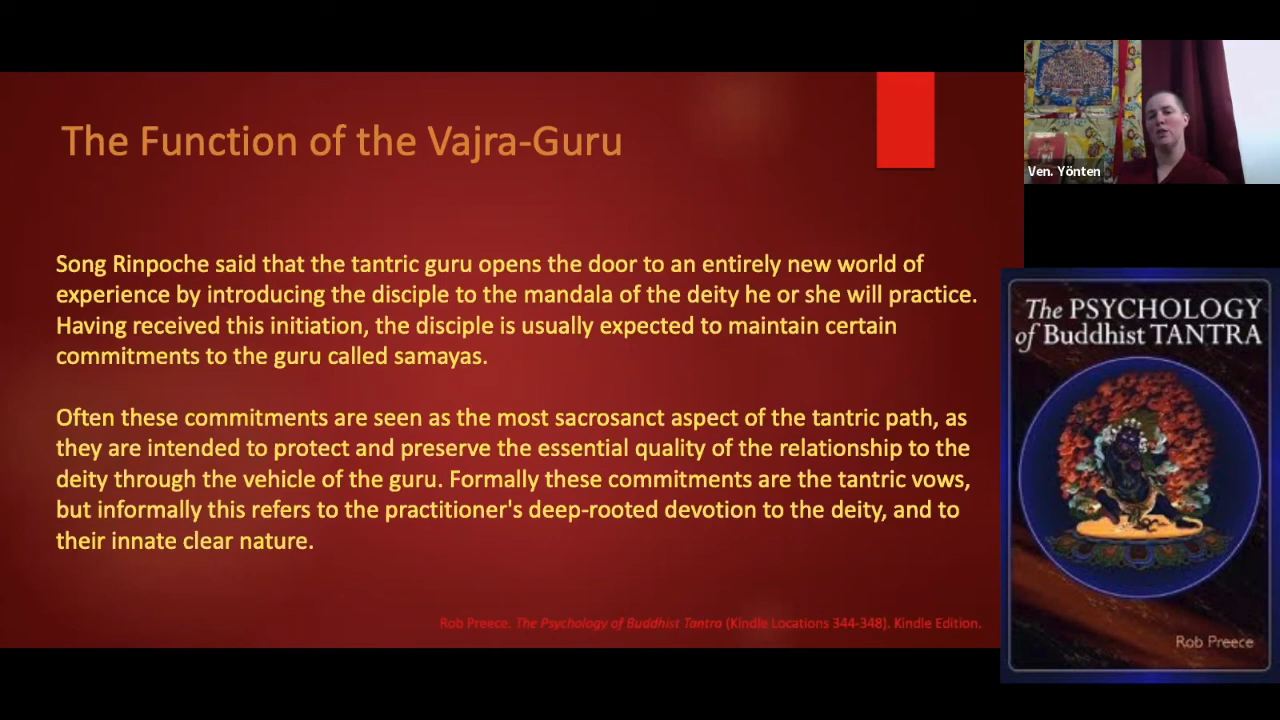 The Function of the Vajra-Guru
Song Rinpoche said that the tantric guru opens the door to an entirely new world of
experience by introducing the disciple to the mandala of the deity he or she will practice.
Having received this initiation, the disciple is usually expected to maintain certain
commitments to the guru called samayas.
Often these commitments are seen as the most sacrosanct aspect of the tantric path, as
they are intended to protect and preserve the essential quality of the relationship to the
deity through the vehicle of the guru. Formally these commitments are the tantric vows,
but informally this refers to the practitioner's deep-rooted devotion to the deity, and to
their innate clear nature.
Rob Preece. The Psychology of Buddhist Tantra (Kindle Locations 344-348). Kindle Edition.
Ven. Yönten
The PSYCHOLOGY
of Buddhist TANTRA
Rob Preece